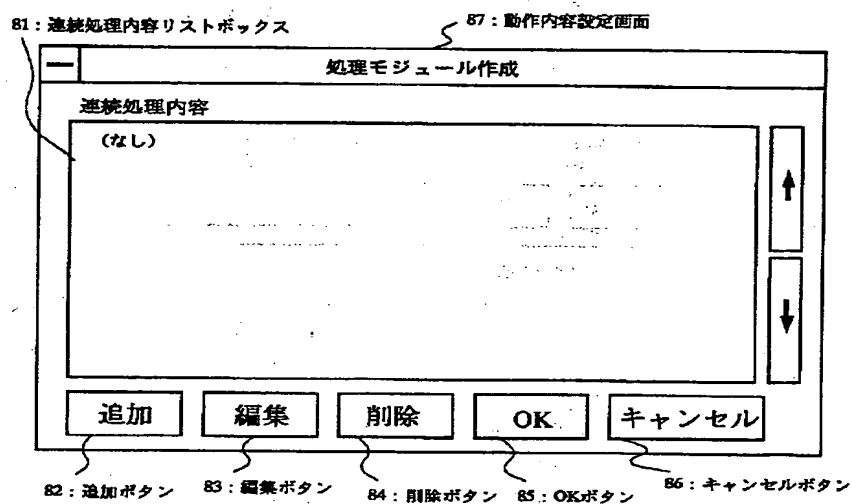 81：連続処理内容リストボックス
87：動作内容設定画面
処理モジュール作成
連続処理内容
(なし)
追加
編集
削除
OK
キャンセル
82：追加ボタン
83：編集ボタン
84：削除ボタン
85：OKボタン
86：キャンセルボタン